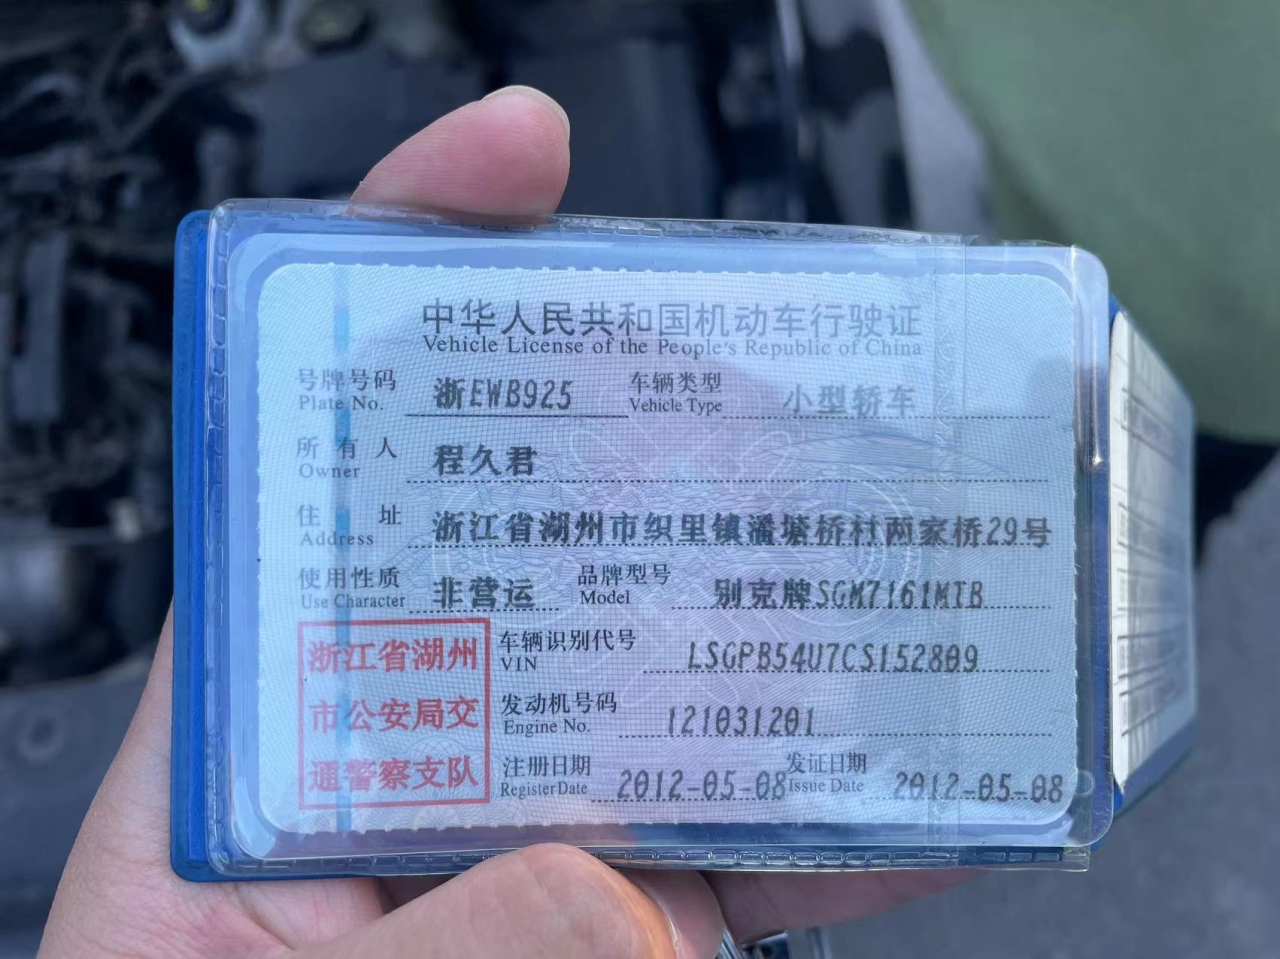 中华人民共和国机动车行驶证
Vehicle License of the People's Republic of China
号牌号码 浙EWB925 车辆类型 小型轿车
Plate No. Vehicle Type
所有人 程久君
Owner
住址 浙江省湖州市织里镇潘塘桥村两家桥29号
Address
使用性质 非营运 品牌型号 别克牌SGM7161MTB
Use Character Model
浙江省湖州
市公安局交
通警察支队
车辆识别代号 LSGPB54U7CS152809
VIN
发动机号码 121031201
Engine No.
注册日期 2012-05-08 发证日期 2012-05-08
Register Date Issue Date